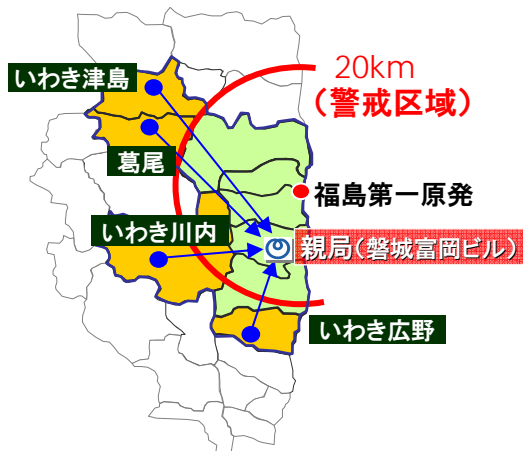 いわき津島
20km
（警戒区域）
葛尾
福島第一原発
いわき川内
親局（磐城富岡ビル）
いわき広野